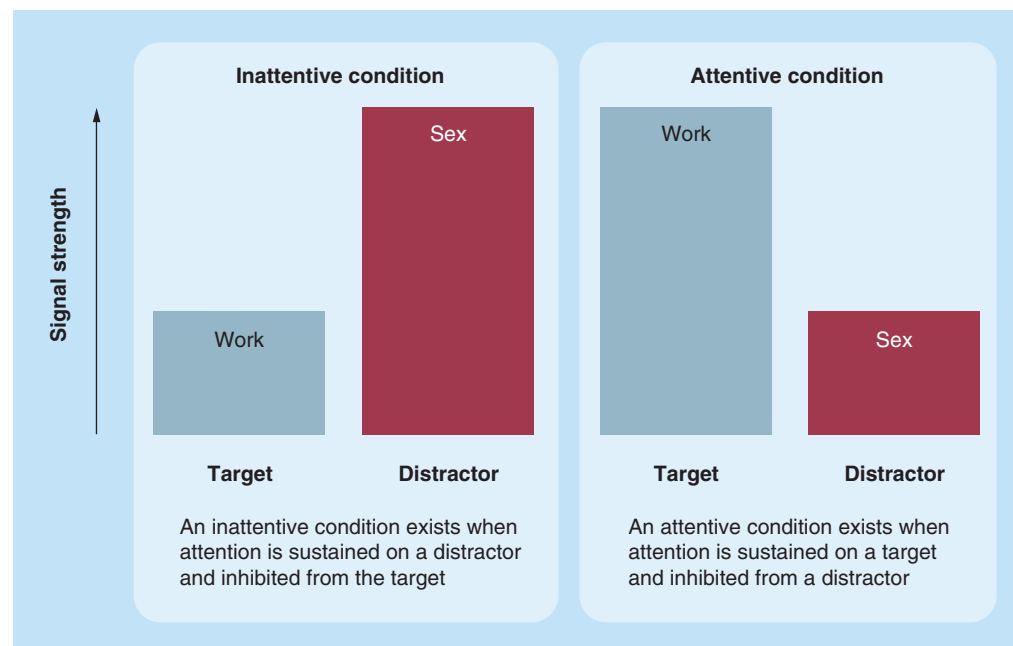 Inattentive condition
Attentive condition
Signal strength
Sex
Work
Work
Sex
Target
Distractor
Target
Distractor
An inattentive condition exists when
attention is sustained on a distractor
and inhibited from the target
An attentive condition exists when
attention is sustained on a target
and inhibited from a distractor